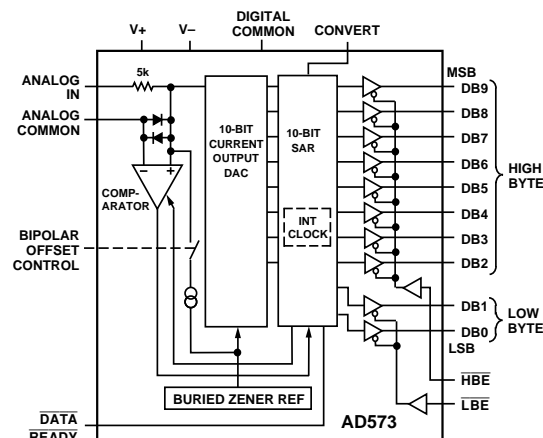 V+
V–
DIGITAL
COMMON
CONVERT
ANALOG
IN
5k
MSB
DB9
DB8
DB7
DB6
DB5
DB4
DB3
DB2
HIGH
BYTE
ANALOG
COMMON
10-BIT
CURRENT
OUTPUT
DAC
10-BIT
SAR
INT
CLOCK
–
+
COMP-
ARATOR
BIPOLAR
OFFSET
CONTROL
DB1
DB0
LOW
BYTE
LSB
HBE
LBE
BURIED ZENER REF
AD573
DATA
READY